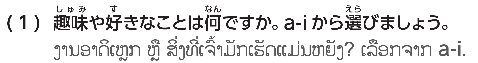 (1) 趣味や好きなことは何ですか。a-iから選びましょう。
ງານອາດິເຫຼກ ຫຼື ສິ່ງທີ່ເຈົ້າມັກເຮັດແມ່ນຫຍັງ? ເລືອກຈາກ a-i.